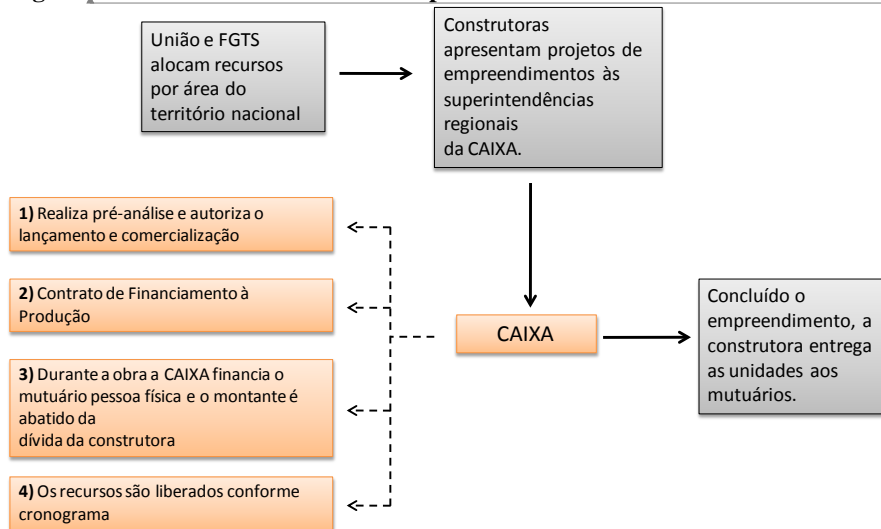 União e FGTS
alocam recursos
por área do
território nacional
Construtoras
apresentam projetos de
empreendimentos às
superintendências
regionais
da CAIXA.
1) Realiza pré-análise e autoriza o
lançamento e comercialização
2) Contrato de Financiamento à
Produção
3) Durante a obra a CAIXA financia o
mutuário pessoa física e o montante é
abatido da
dívida da construtora
4) Os recursos são liberados conforme
cronograma
CAIXA
Concluído o
empreendimento, a
construtora entrega
as unidades aos
mutuários.